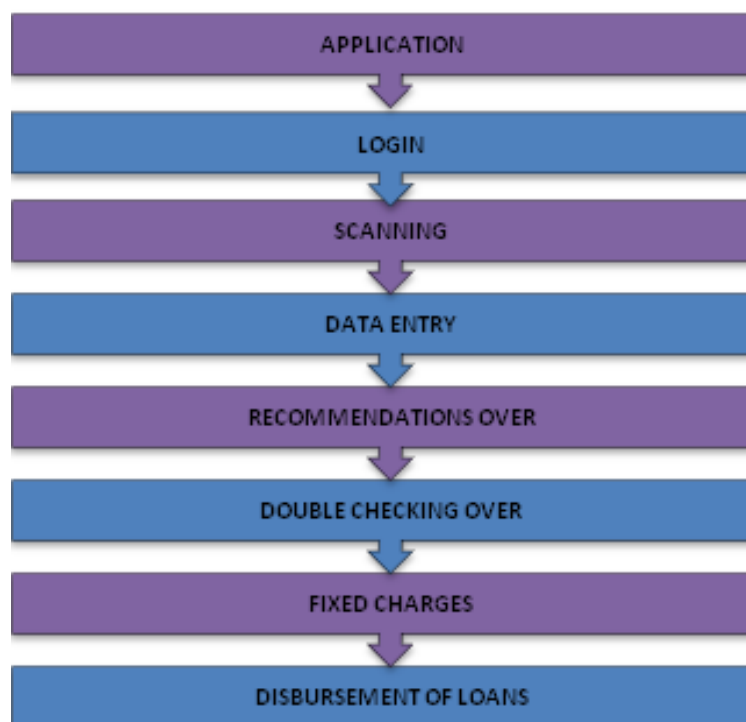 APPLICATION
LOGIN
SCANNING
DATA ENTRY
RECOMMENDATIONS OVER
DOUBLE CHECKING OVER
FIXED CHARGES
DISBURSEMENT OF LOANS